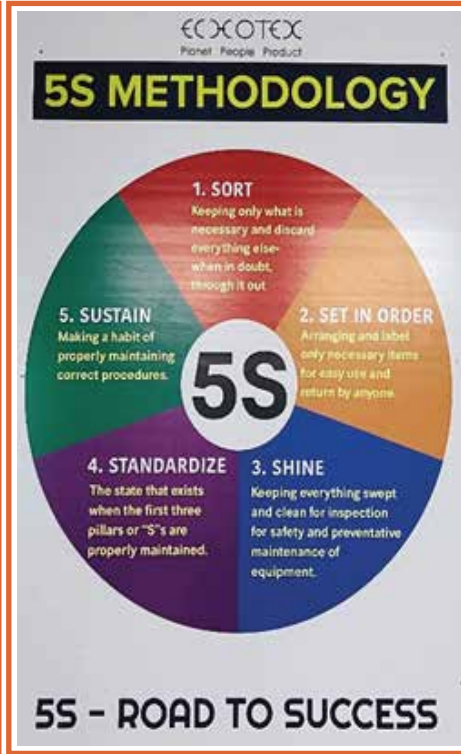 ECOTEX
Planet People Product
5S METHODOLOGY
1. SORT
Keeping only what is
necessary and discard
everything else-
when in doubt,
through it out
2. SET IN ORDER
Arranging and label
only necessary items
for easy use and
return by anyone.
5. SUSTAIN
Making a habit of
properly maintaining
correct procedures.
5S
4. STANDARDIZE
The state that exists
when the first three
pillars or "S"s are
properly maintained.
3. SHINE
Keeping everything swept
and clean for inspection
for safety and preventative
maintenance of
equipment.
5S - ROAD TO SUCCESS